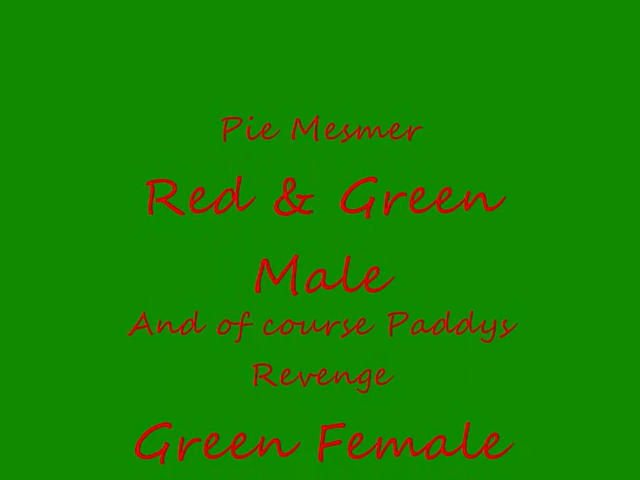 Pie Mesmer
Red & Green
Male
And of course Paddys
Revenge
Green Female